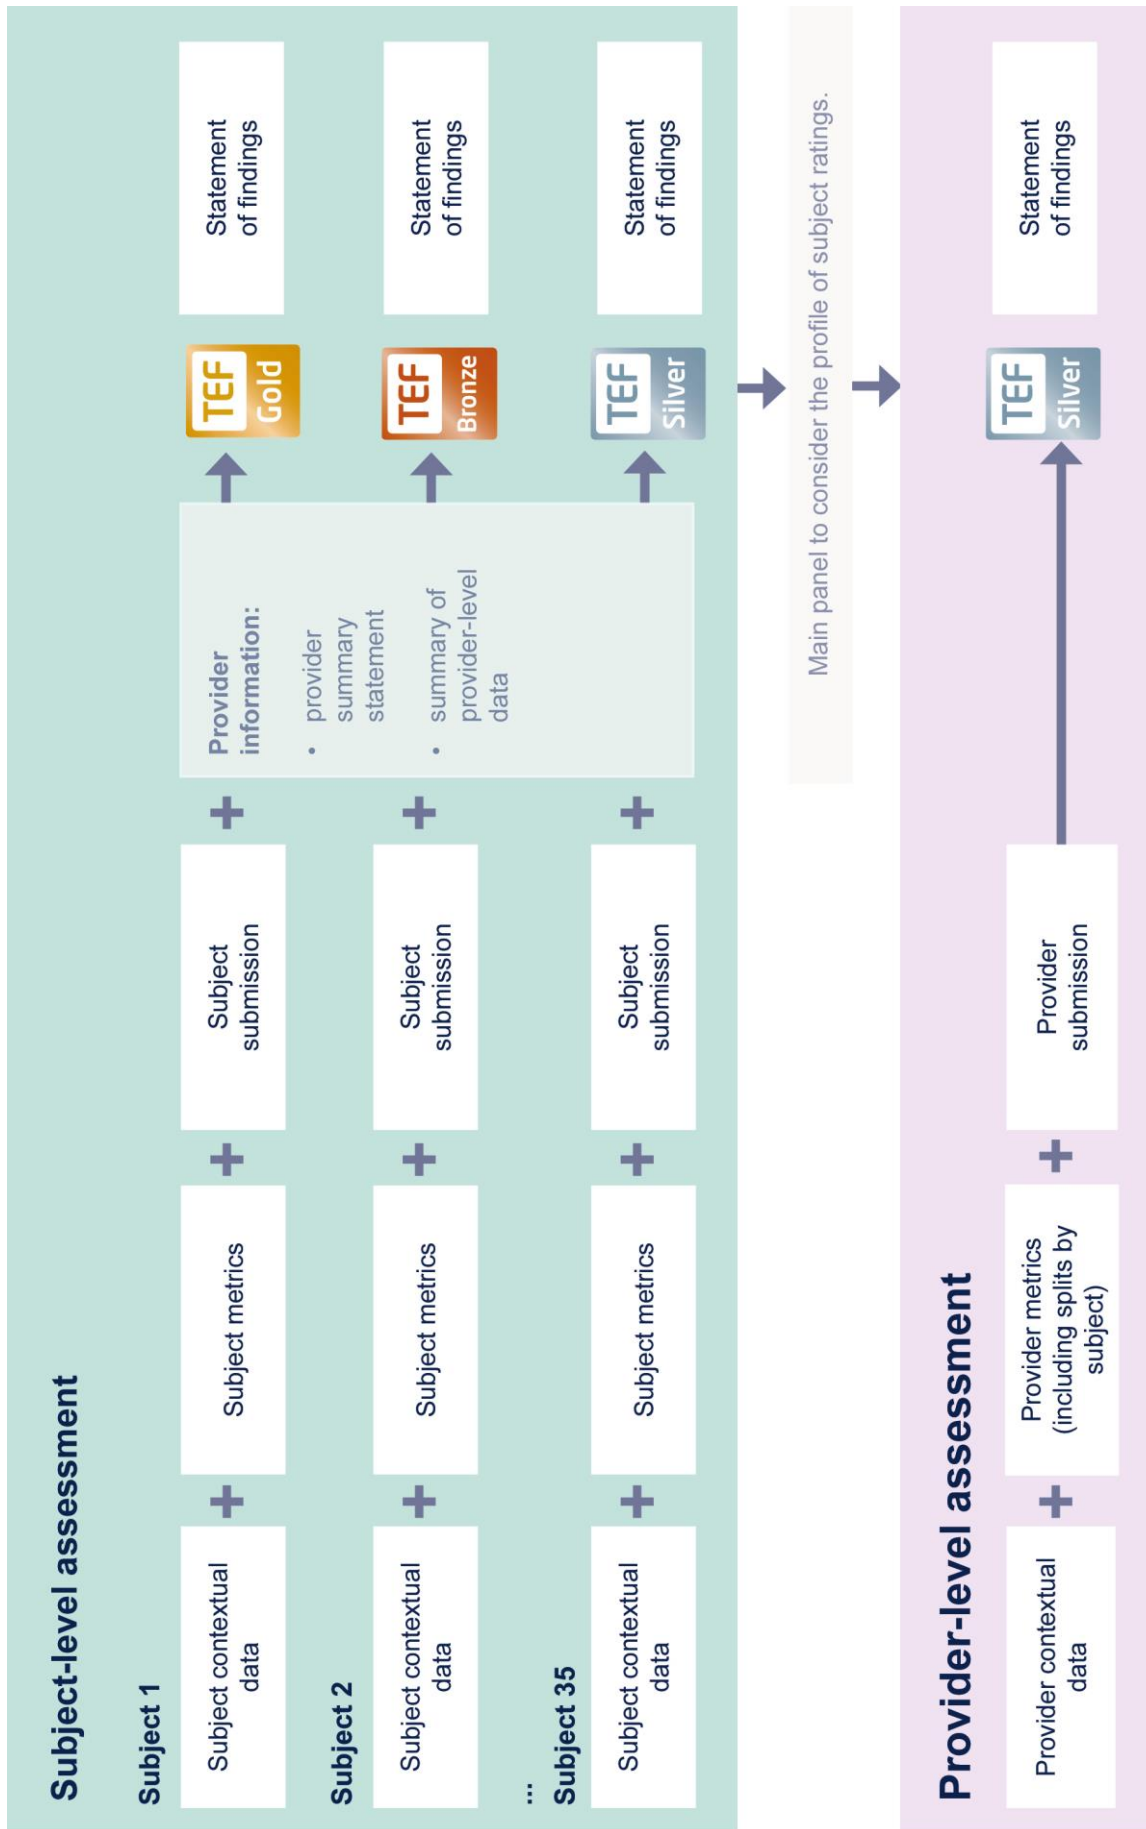 Subject-level assessment
Subject 1
Subject contextual
data
+
Subject metrics
+
Subject
submission
+
Provider
information:
• provider
summary
statement
• summary of
provider-level
data
TEF
Gold
Statement
of findings
Subject 2
Subject contextual
data
+
Subject metrics
+
Subject
submission
+
TEF
Bronze
Statement
of findings
...
Subject 35
Subject contextual
data
+
Subject metrics
+
Subject
submission
+
TEF
Silver
Statement
of findings
Main panel to consider the profile of subject ratings.
Provider-level assessment
Provider contextual
data
+
Provider metrics
(including splits by
subject)
+
Provider
submission
TEF
Silver
Statement
of findings